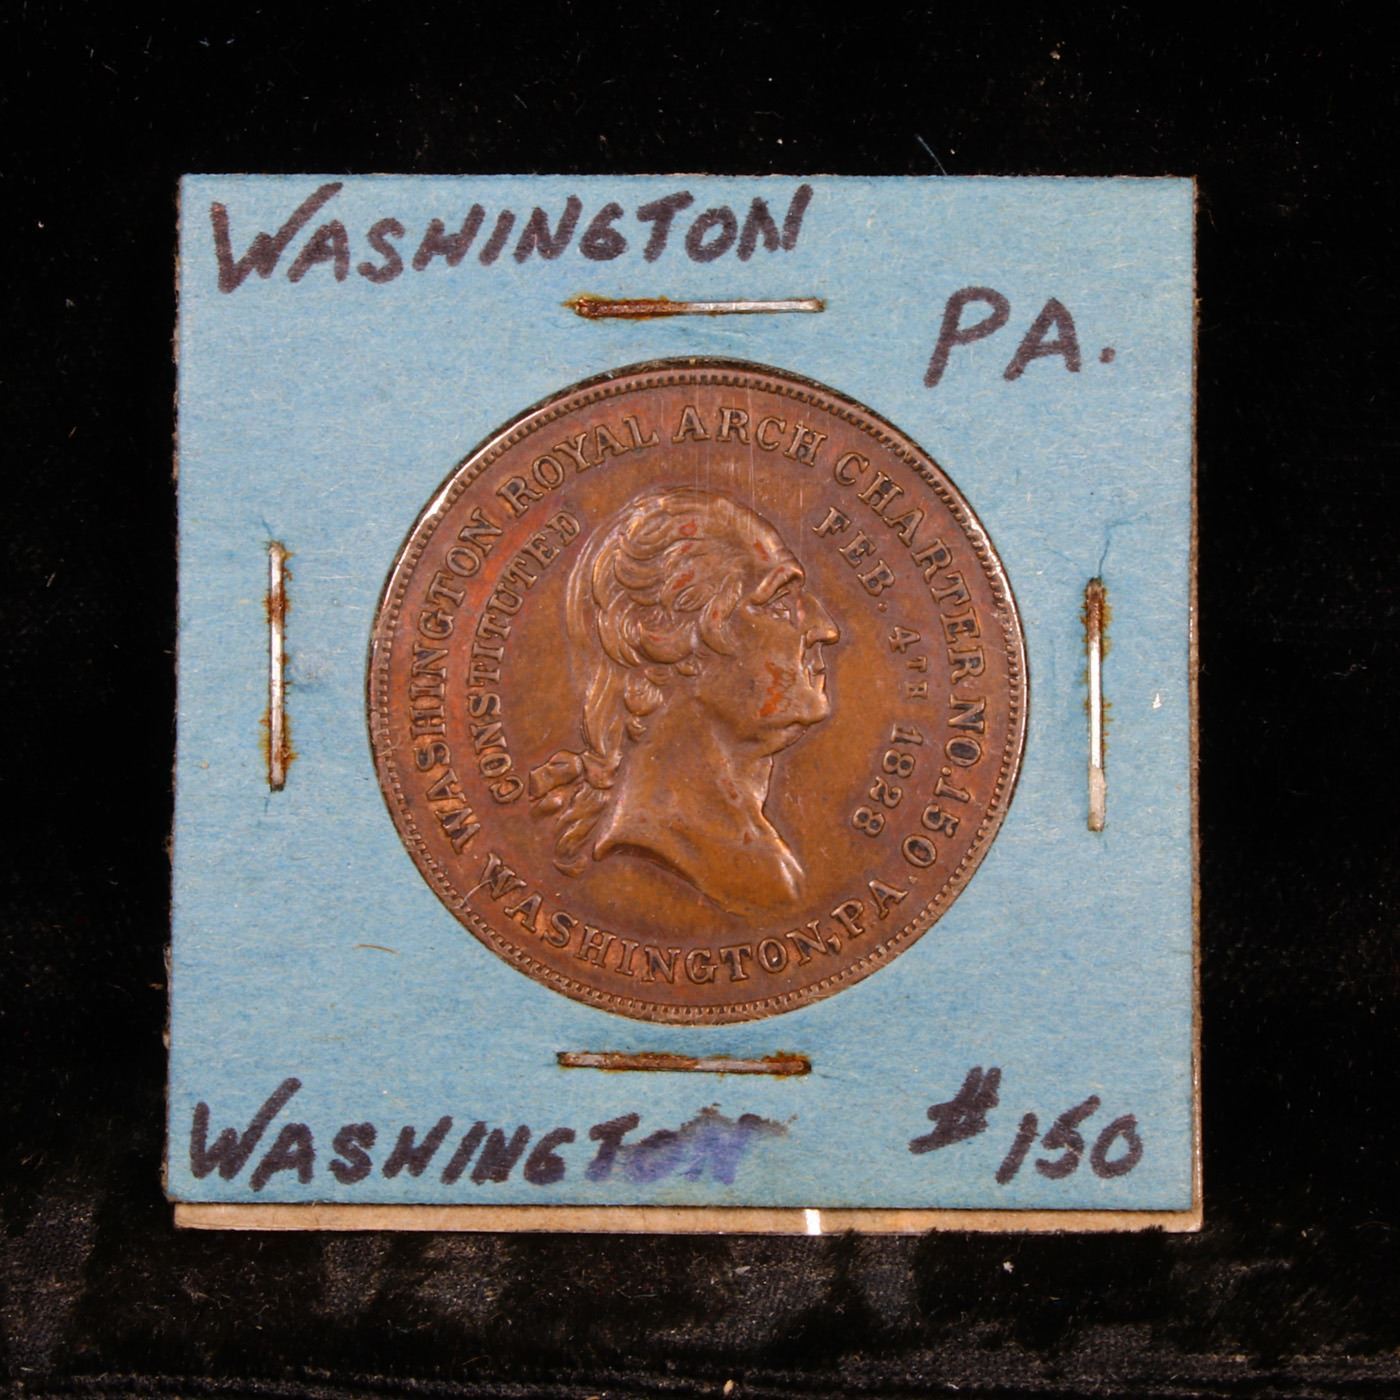 WASHINGTON
PA.
WASHINGTON ROYAL ARCH CHARTER NO. 150
CONSTITUTED FEB. 4TH 1828
WASHINGTON, PA.
WASHINGTON #150